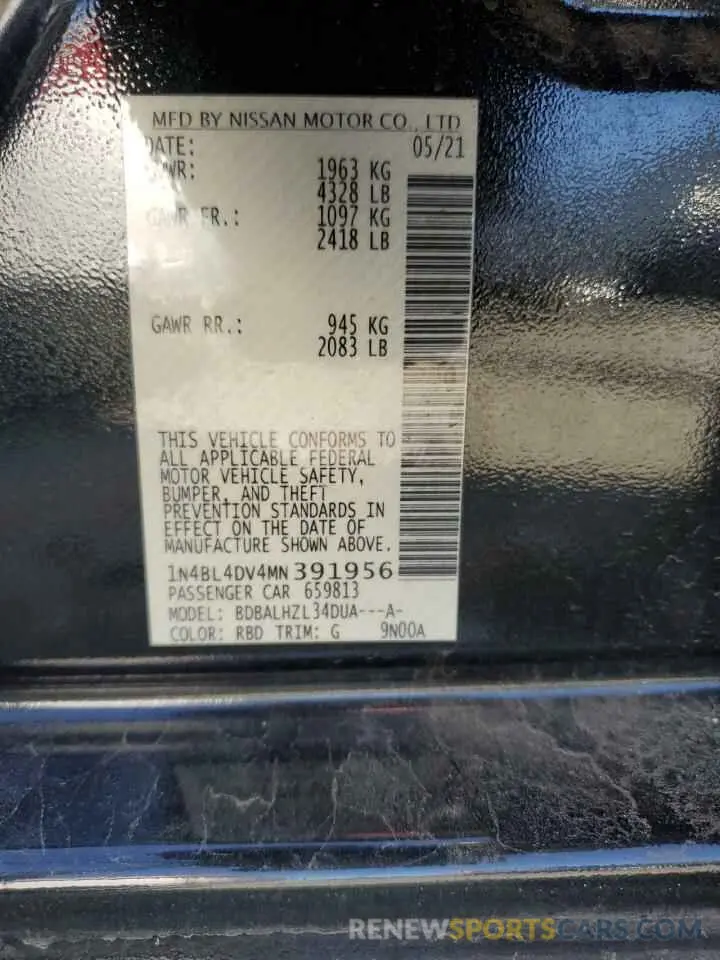 MFD BY NISSAN MOTOR CO., LTD
DATE: 05/21
1963 KG
4328 LB
GAWR FR.: 1097 KG
2418 LB
GAWR RR.: 945 KG
2083 LB
THIS VEHICLE CONFORMS TO
ALL APPLICABLE FEDERAL
MOTOR VEHICLE SAFETY,
BUMPER, AND THEFT
PREVENTION STANDARDS IN
EFFECT ON THE DATE OF
MANUFACTURE SHOWN ABOVE.
1N4BL4DV4MN391956
PASSENGER CAR 659813
MODEL: BDBALHZL34DUA---A-
COLOR: RBD TRIM: G 9N00A
RENEWSPORTSCARS.COM